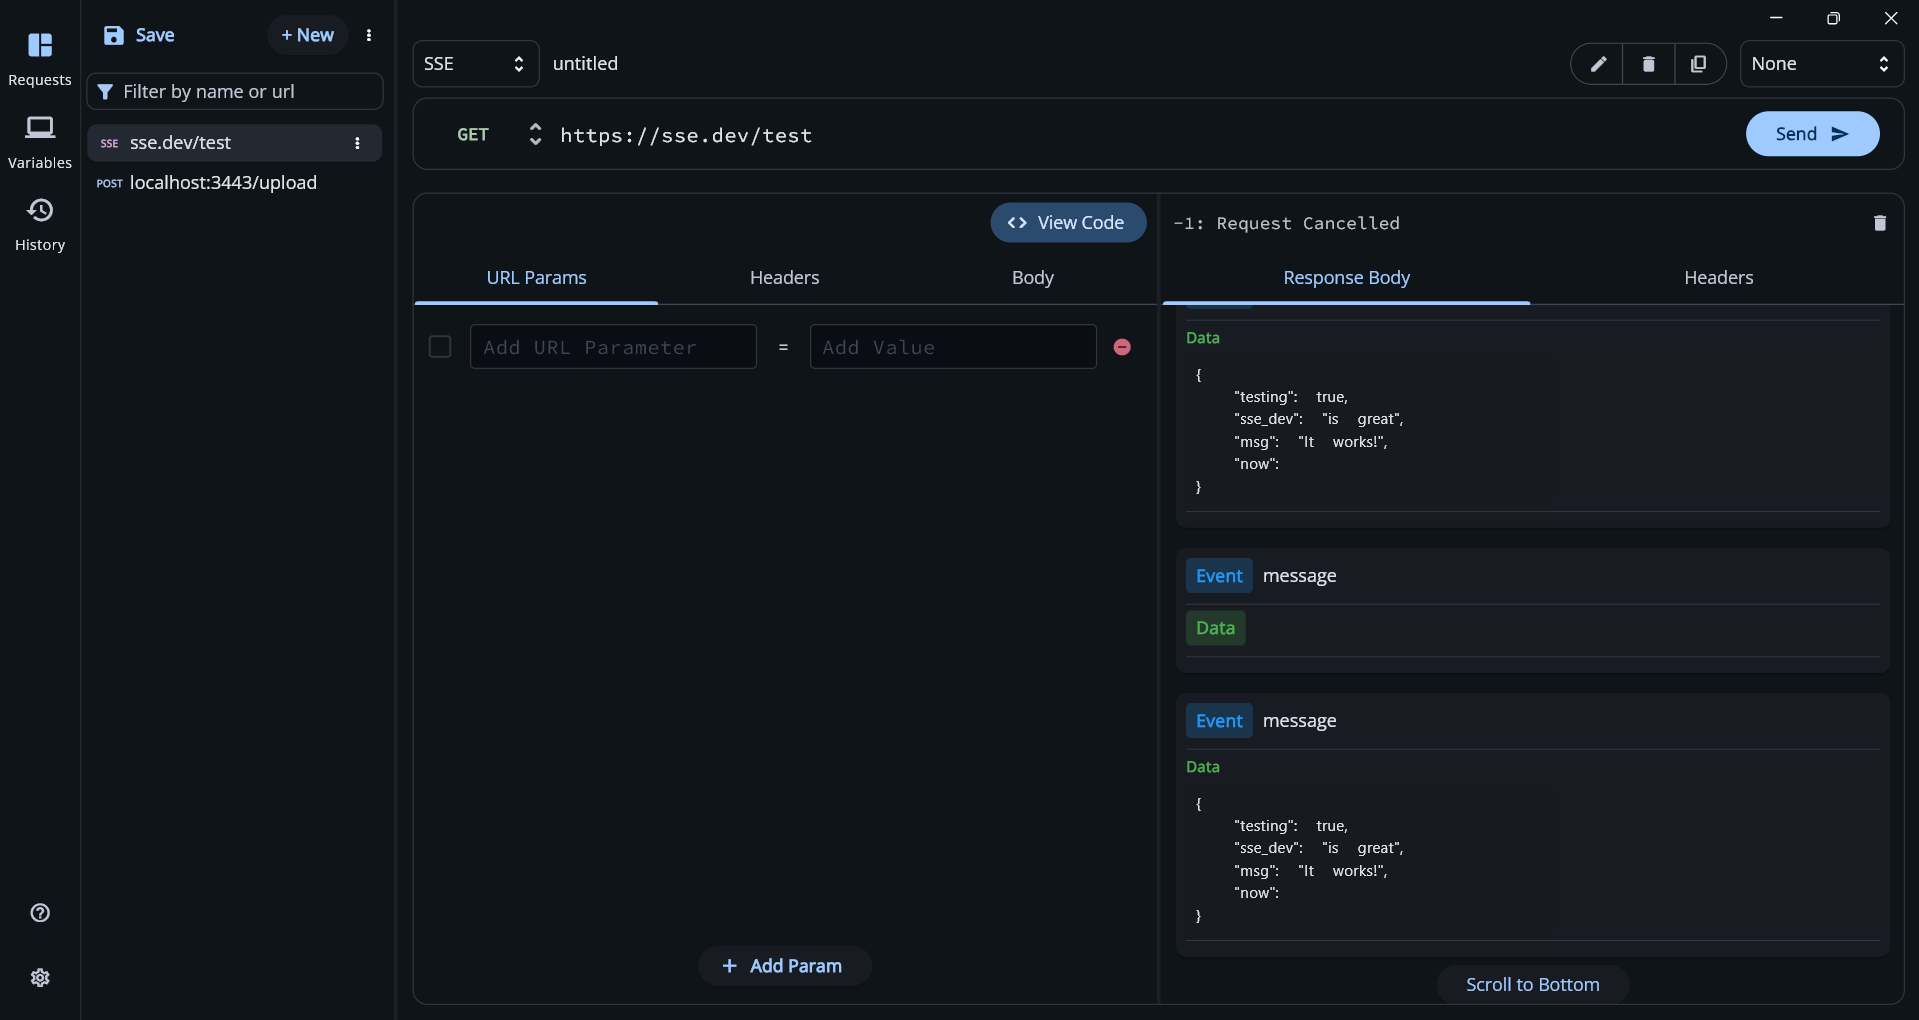 Requests
Variables
History
Save
+ New
Filter by name or url
SSE sse.dev/test
POST localhost:3443/upload
SSE untitled
None
GET https://sse.dev/test
Send
<> View Code
URL Params Headers Body
Add URL Parameter = Add Value
+ Add Param
-1: Request Cancelled
Response Body Headers
Data
{
"testing": true,
"sse_dev": "is great",
"msg": "It works!",
"now":
}
Event message
Data
Event message
Data
{
"testing": true,
"sse_dev": "is great",
"msg": "It works!",
"now":
}
Scroll to Bottom